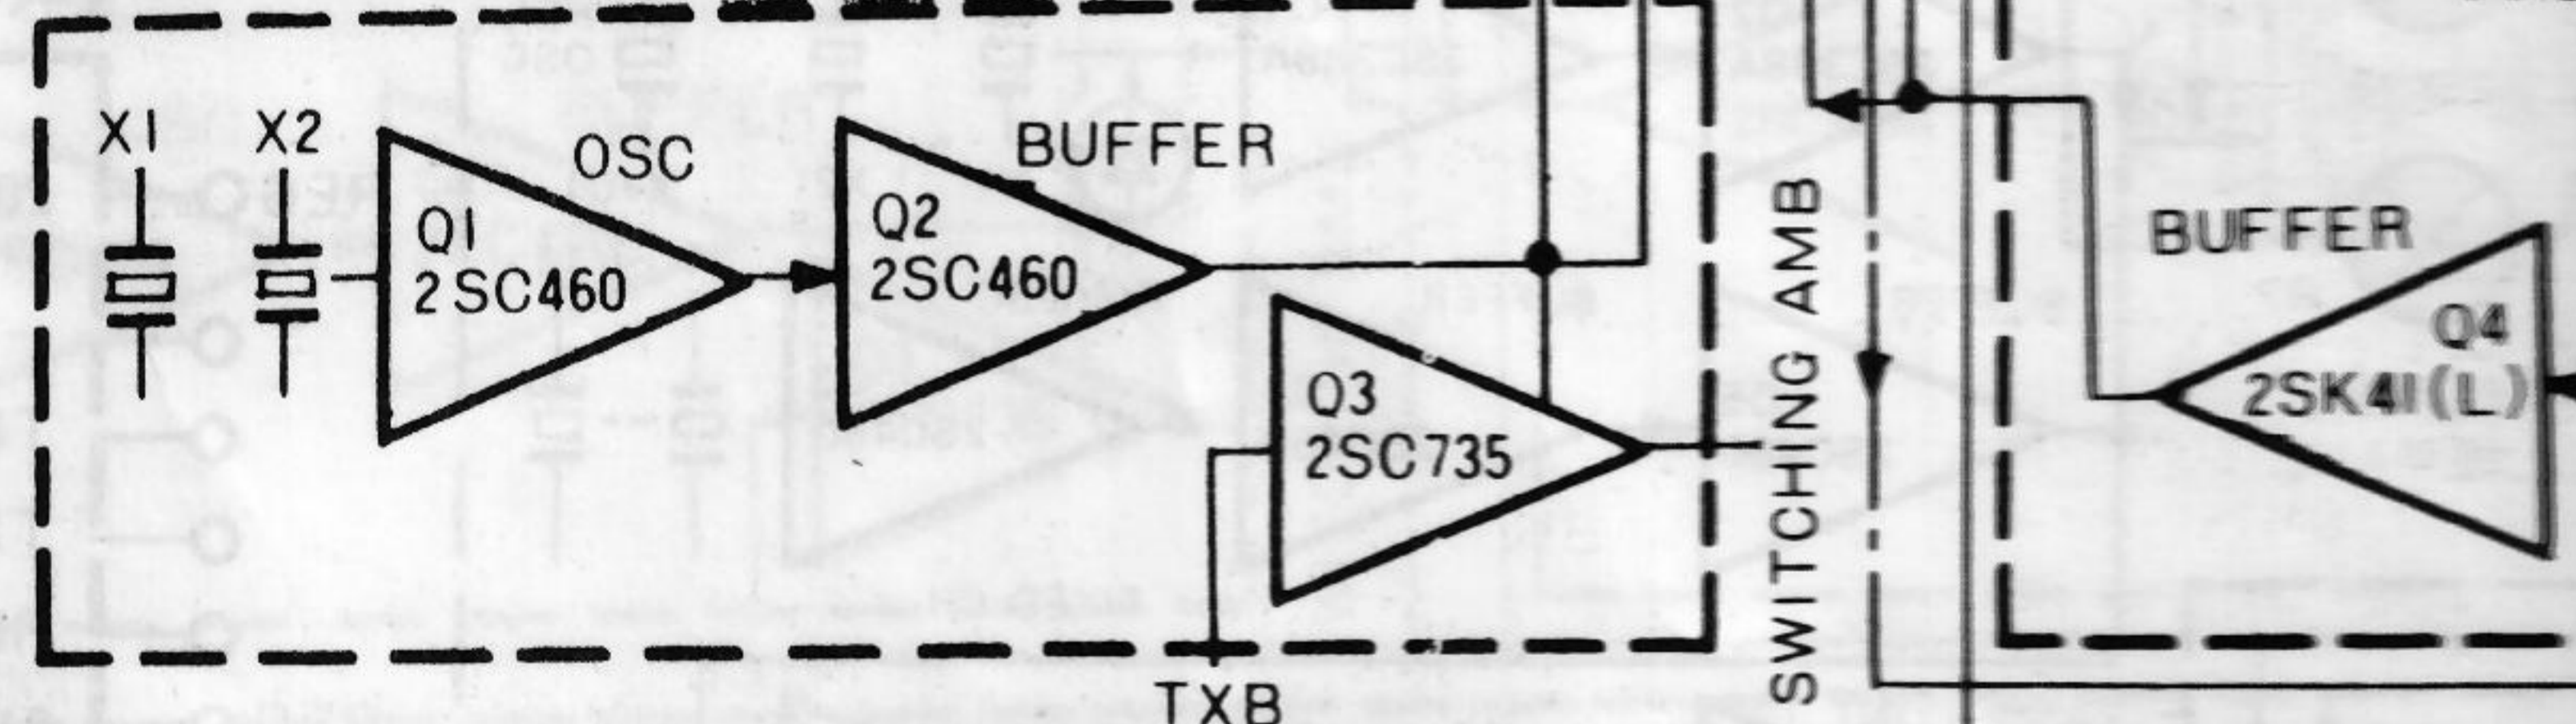 X1 X2
OSC
Q1
2SC460
BUFFER
Q2
2SC460
Q3
2SC735
TXB
SWITCHING AMB
BUFFER
Q4
2SK41(L)